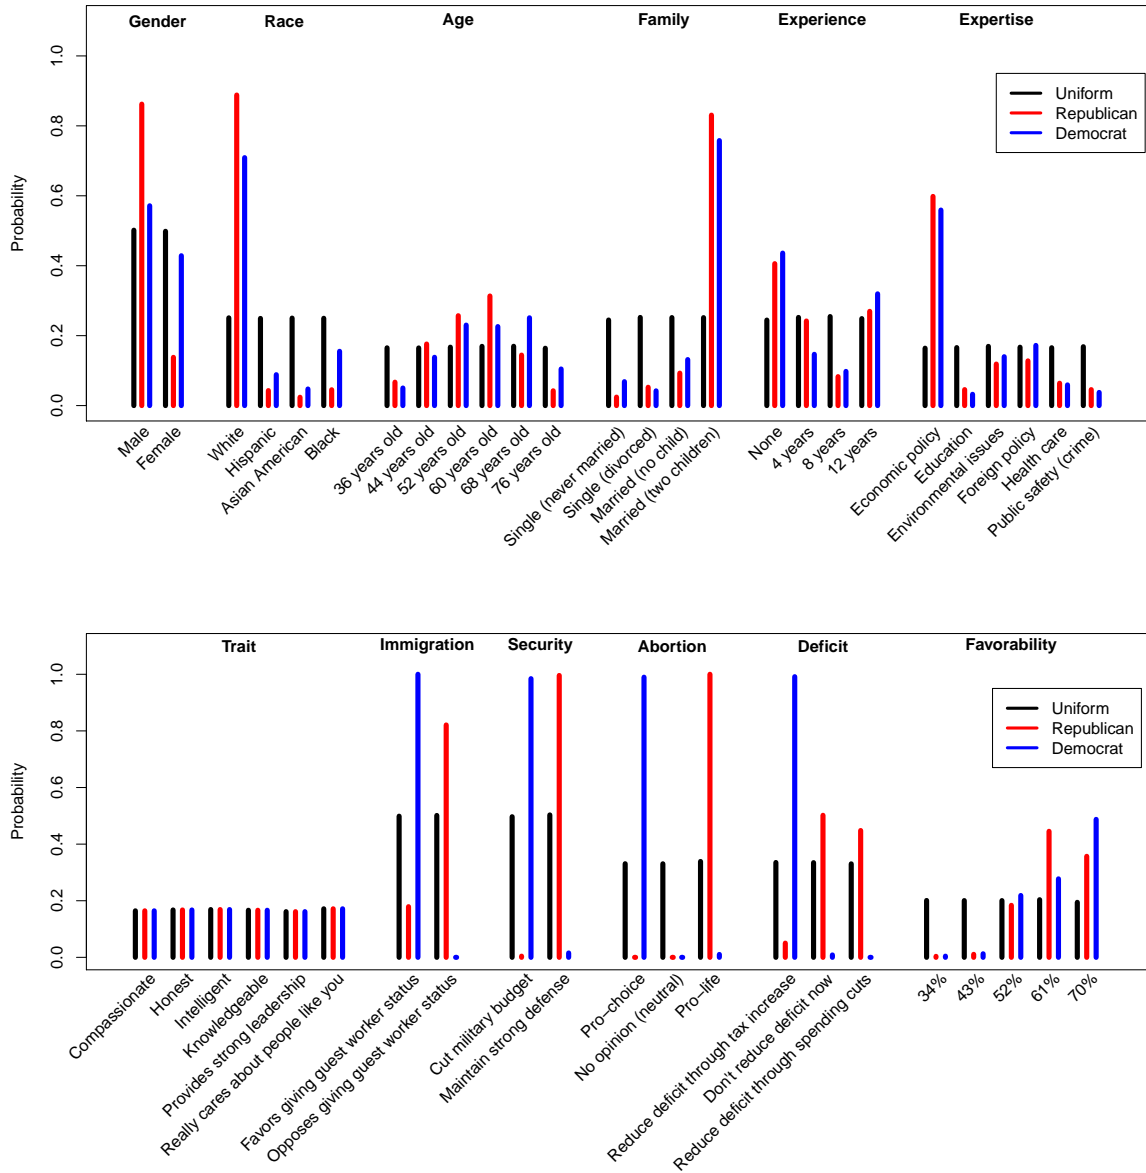 Gender Race Age Family Experience Expertise
Probability
0.0 0.2 0.4 0.6 0.8 1.0
Uniform
Republican
Democrat
Male
Female
White
Hispanic
Asian American
Black
36 years old
44 years old
52 years old
60 years old
68 years old
76 years old
Single (never married)
Single (divorced)
Married (no child)
Married (two children)
None
4 years
8 years
12 years
Economic policy
Education
Environmental issues
Foreign policy
Health care
Public safety (crime)
Trait Immigration Security Abortion Deficit Favorability
Probability
0.0 0.2 0.4 0.6 0.8 1.0
Uniform
Republican
Democrat
Compassionate
Honest
Intelligent
Knowledgeable
Provides strong leadership
Really cares about people like you
Favors giving guest worker status
Opposes giving guest worker status
Cut military budget
Maintain strong defense
Pro−choice
No opinion (neutral)
Pro−life
Reduce deficit through tax increase
Don't reduce deficit now
Reduce deficit through spending cuts
34%
43%
52%
61%
70%